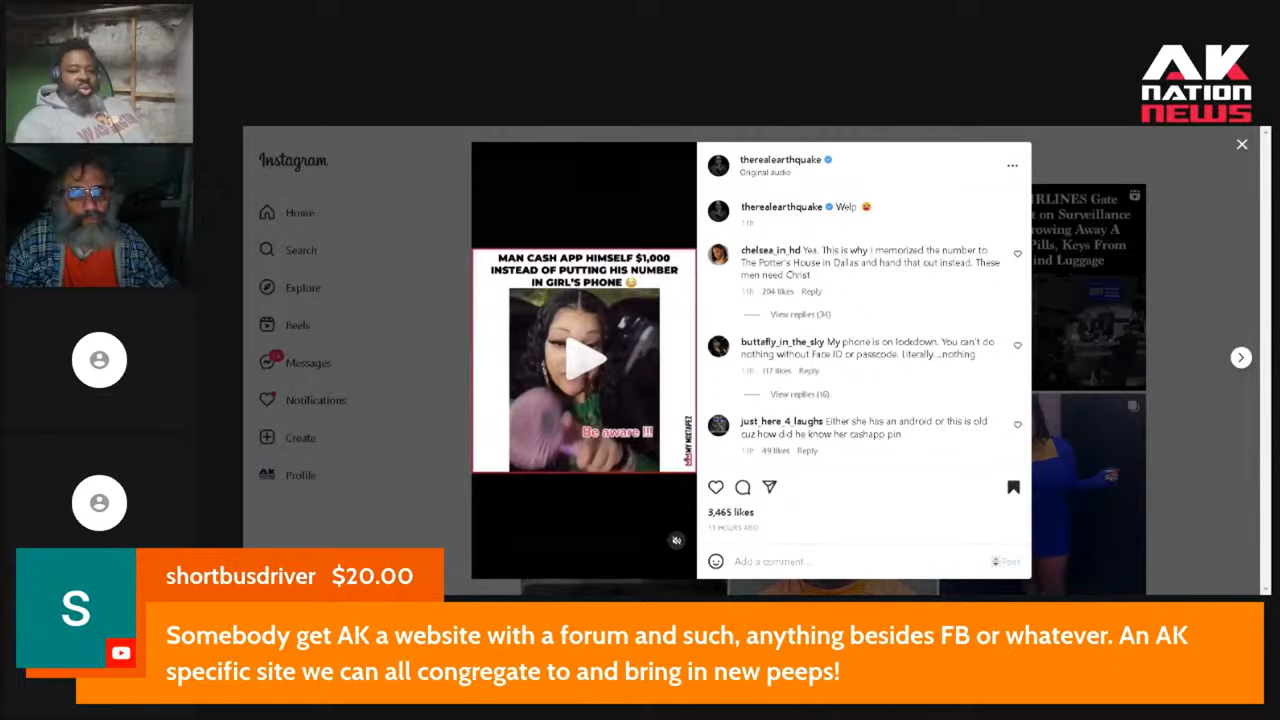 AK
NATION
NEWS
Instagram
Home
Search
Explore
Reels
Messages
Notifications
Create
Profile
MAN CASH APP HIMSELF $1,000
INSTEAD OF PUTTING HIS NUMBER
IN GIRL'S PHONE 😳
Be aware !!!
MY MIXTAPEZ
therealearthquake
Original audio
therealearthquake Welp 😡
11h
chelsea_in_hd Yea. This is why I memorized the number to
The Potter's House in Dallas and hand that out instead. These
men need Christ
11h 204 likes Reply
View replies (34)
buttafly_in_the_sky My phone is on lockdown. You can't do
nothing without Face ID or passcode. Literally...nothing
11h 117 likes Reply
View replies (16)
just_here_4_laughs Either she has an android or this is old
cuz how did he know her cashapp pin
11h 49 likes Reply
3,465 likes
11 HOURS AGO
Add a comment...
Post
RLINES Gate
t on Surveillance
rowing Away A
Pills, Keys From
nd Luggage
S
shortbusdriver $20.00
Somebody get AK a website with a forum and such, anything besides FB or whatever. An AK
specific site we can all congregate to and bring in new peeps!